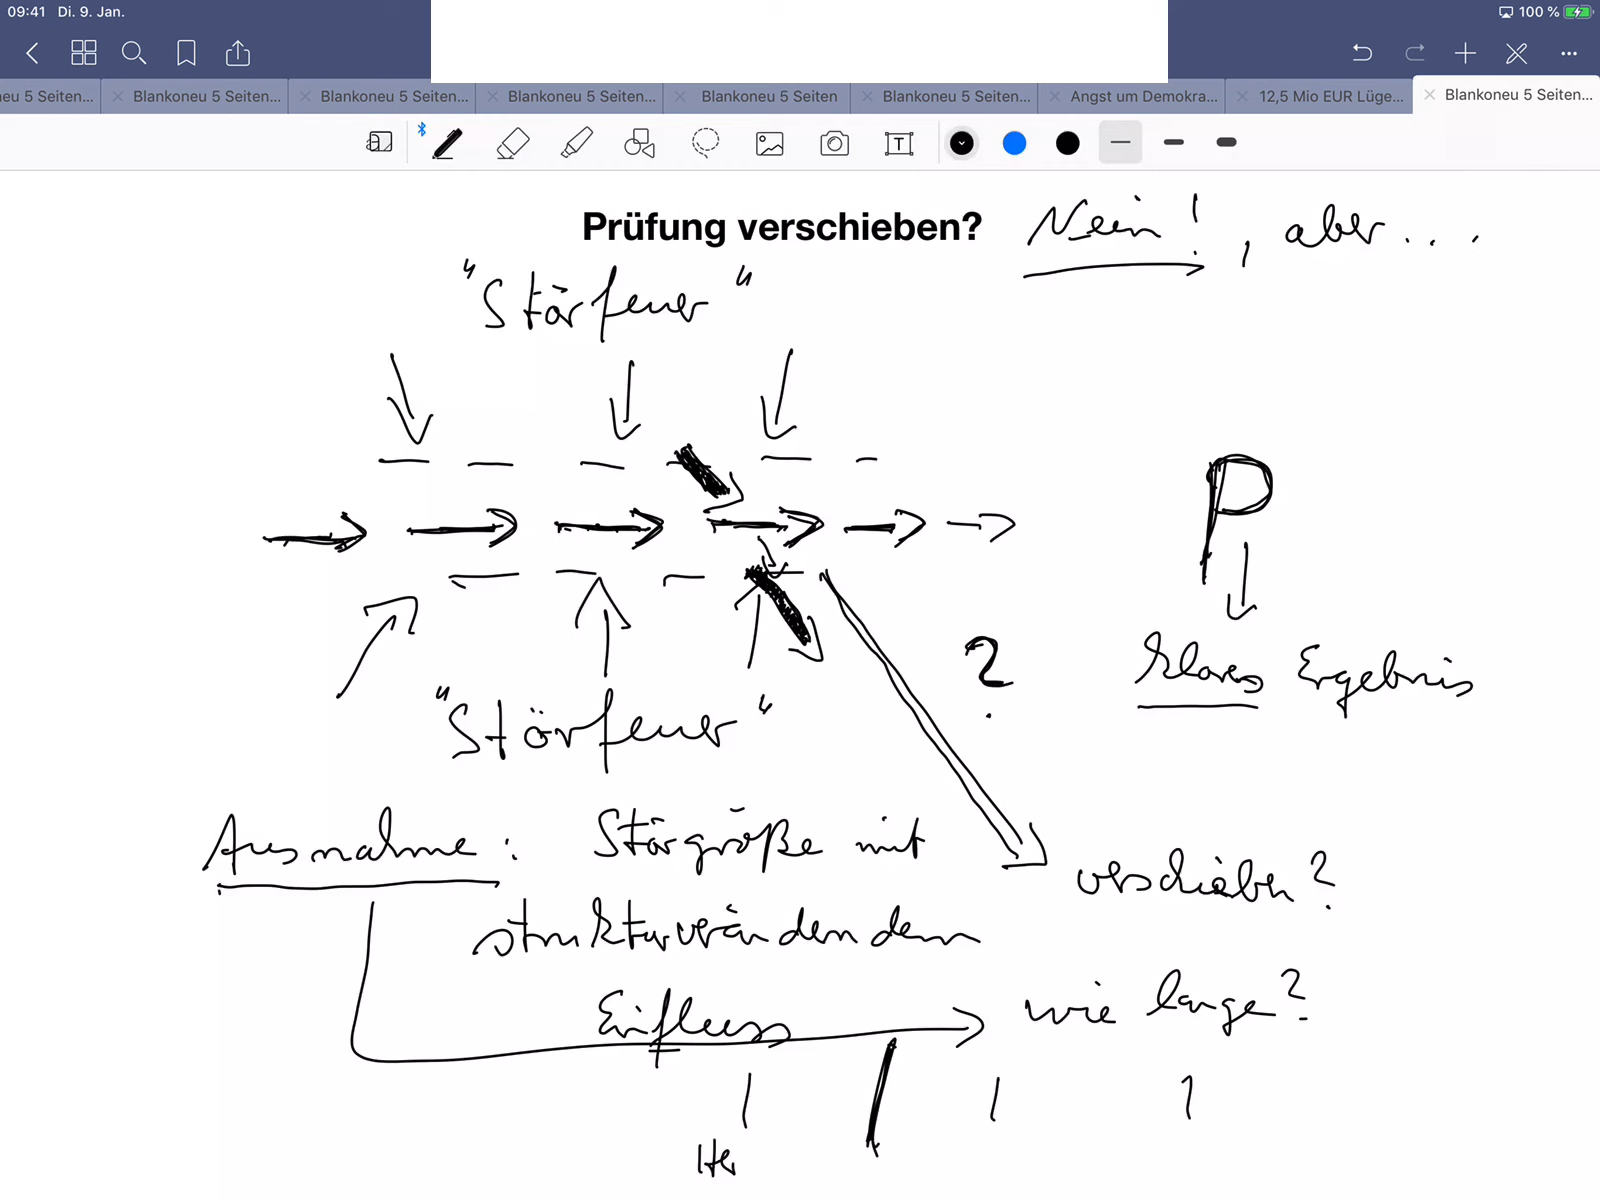 09:41 Di. 9. Jan. 100 %
eu 5 Seiten... Blankoneu 5 Seiten... Blankoneu 5 Seiten... Blankoneu 5 Seiten... Blankoneu 5 Seiten Blankoneu 5 Seiten... Angst um Demokra... 12,5 Mio EUR Lüge... Blankoneu 5 Seiten...
T
Prüfung verschieben? Nein!, aber...
"Störfeuer"
P
?
klares Ergebnis
"Störfeuer"
Ausnahme: Störgröße mit
verschieben?
strukturverändendem
Einfluss
wie lange?